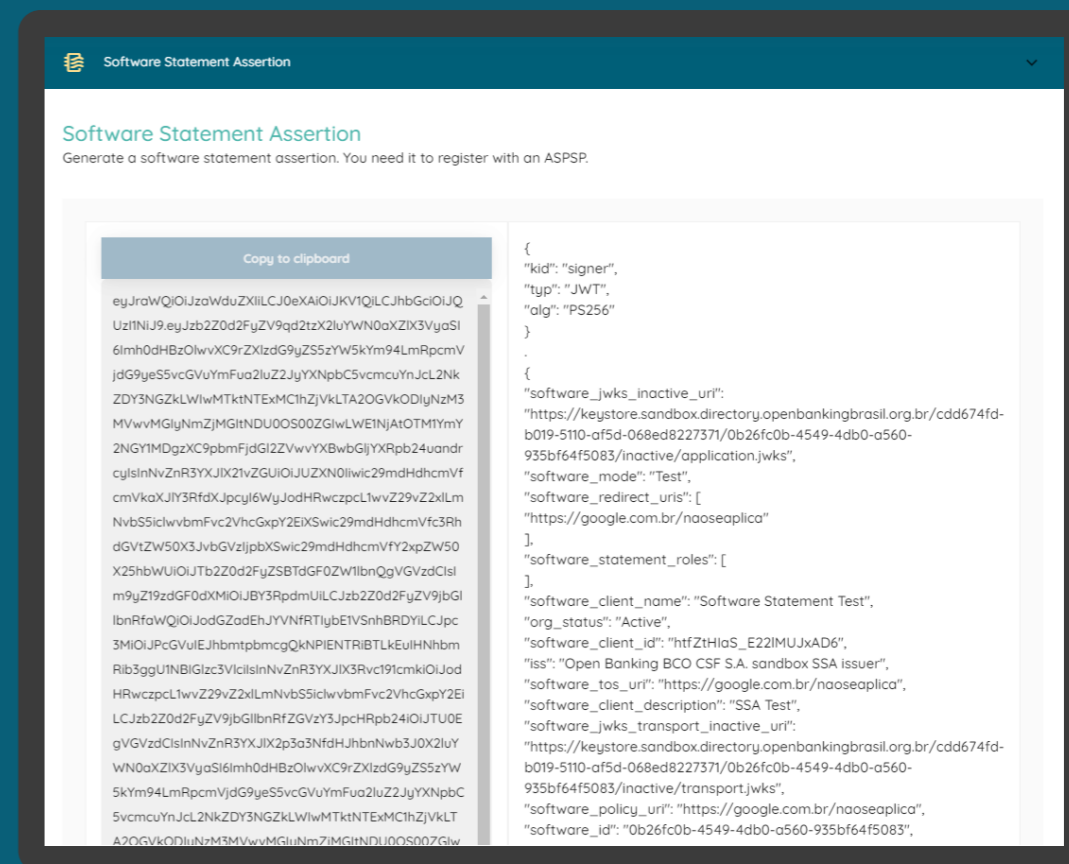 Software Statement Assertion
Software Statement Assertion
Generate a software statement assertion. You need it to register with an ASPSP.
Copy to clipboard
eyJraWQiOiJzaWduZXIiLCJ0eXAiOiJKV1QiLCJhbGciOiJQ
UzI1NiJ9.eyJzb2Z0d2FyZV9qd2tzX2luYWN0aXZlX3VyaSI
6Imh0dHBzOlwvXC9rZXlzdG9yZS5zYW5kYm94LmRpcmV
jdG9yeS5vcGVuYmFua2luZ2JyYXNpbC5vcmcuYnJcL2Nk
ZDY3NGZkLWIwMTktNTExMC1hZjVkLTA2OGVkODIyNzM3
MVwvMGIyNmZjMGItNDU0OS00ZGIwLWE1NjAtOTM1YmY
2NGY1MDgzXC9pbmFjdGl2ZVwvYXBwbGljYXRpb24uandr
cyIsInNvZnR3YXJlX21vZGUiOiJUZXN0Iiwic29mdHdhcmVf
cmVkaXJlY3RfdXJpcyI6WyJodHRwczpcL1wvZ29vZ2xlLm
NvbS5iclwvbmFvc2VhcGxpY2EiXSwic29mdHdhcmVfc3Rh
dGVtZW50X3JvbGVzIjpbXSwic29mdHdhcmVfY2xpZW50
X25hbWUiOiJTb2Z0d2FyZSBTdGF0ZW1lbnQgVGVzdCIsI
m9yZ19zdGF0dXMiOiJBY3RpdmUiLCJzb2Z0d2FyZV9jbGl
lbnRfaWQiOiJodGZadEhJYVNfRTIybE1VSnhBRDYiLCJpc
3MiOiJPcGVuIEJhbmtpbmcgQkNPIENTRiBTLkEuIHNhbm
Rib3ggU1NBIGlzc3VlciIsInNvZnR3YXJlX3Rvc191cmkiOiJod
HRwczpcL1wvZ29vZ2xlLmNvbS5iclwvbmFvc2VhcGxpY2Ei
LCJzb2Z0d2FyZV9jbGllbnRfZGVzY3JpcHRpb24iOiJTU0E
gVGVzdCIsInNvZnR3YXJlX2p3a3NfdHJhbnNwb3J0X2luY
WN0aXZlX3VyaSI6Imh0dHBzOlwvXC9rZXlzdG9yZS5zYW
5kYm94LmRpcmVjdG9yeS5vcGVuYmFua2luZ2JyYXNpbC
5vcmcuYnJcL2NkZDY3NGZkLWIwMTktNTExMC1hZjVkLT
A2OGVkODIyNzM3MVwvMGIyNmZjMGItNDU0OS00ZGIw
{
"kid": "signer",
"typ": "JWT",
"alg": "PS256"
}
.
{
"software_jwks_inactive_uri":
"https://keystore.sandbox.directory.openbankingbrasil.org.br/cdd674fd-
b019-5110-af5d-068ed8227371/0b26fc0b-4549-4db0-a560-
935bf64f5083/inactive/application.jwks",
"software_mode": "Test",
"software_redirect_uris": [
"https://google.com.br/naoseaplica"
],
"software_statement_roles": [
],
"software_client_name": "Software Statement Test",
"org_status": "Active",
"software_client_id": "htfZtHIaS_E22lMUJxAD6",
"iss": "Open Banking BCO CSF S.A. sandbox SSA issuer",
"software_tos_uri": "https://google.com.br/naoseaplica",
"software_client_description": "SSA Test",
"software_jwks_transport_inactive_uri":
"https://keystore.sandbox.directory.openbankingbrasil.org.br/cdd674fd-
b019-5110-af5d-068ed8227371/0b26fc0b-4549-4db0-a560-
935bf64f5083/inactive/transport.jwks",
"software_policy_uri": "https://google.com.br/naoseaplica",
"software_id": "0b26fc0b-4549-4db0-a560-935bf64f5083",